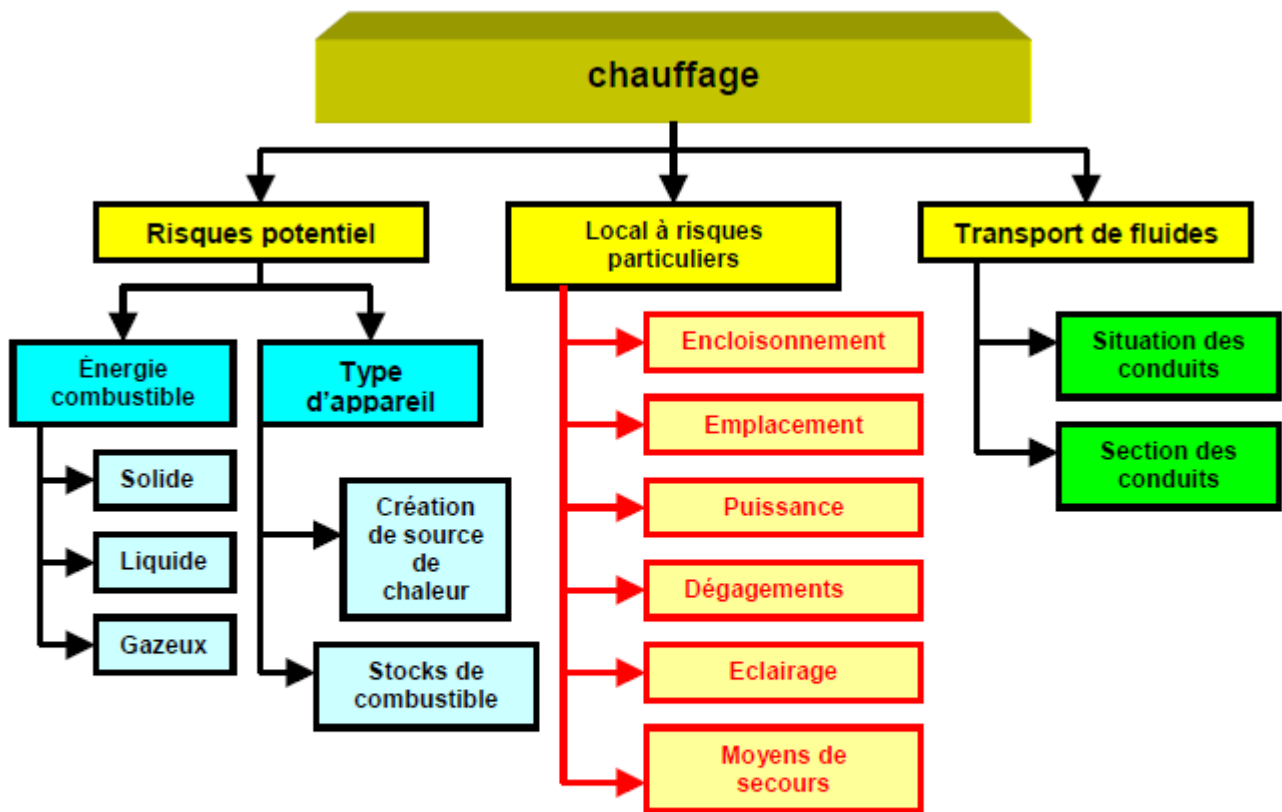 chauffage
Risques potentiel
Local à risques
particuliers
Transport de fluides
Énergie
combustible
Solide
Liquide
Gazeux
Type
d'appareil
Création
de source
de
chaleur
Stocks de
combustible
Encloisonnement
Emplacement
Puissance
Dégagements
Eclairage
Moyens de
secours
Situation des
conduits
Section des
conduits